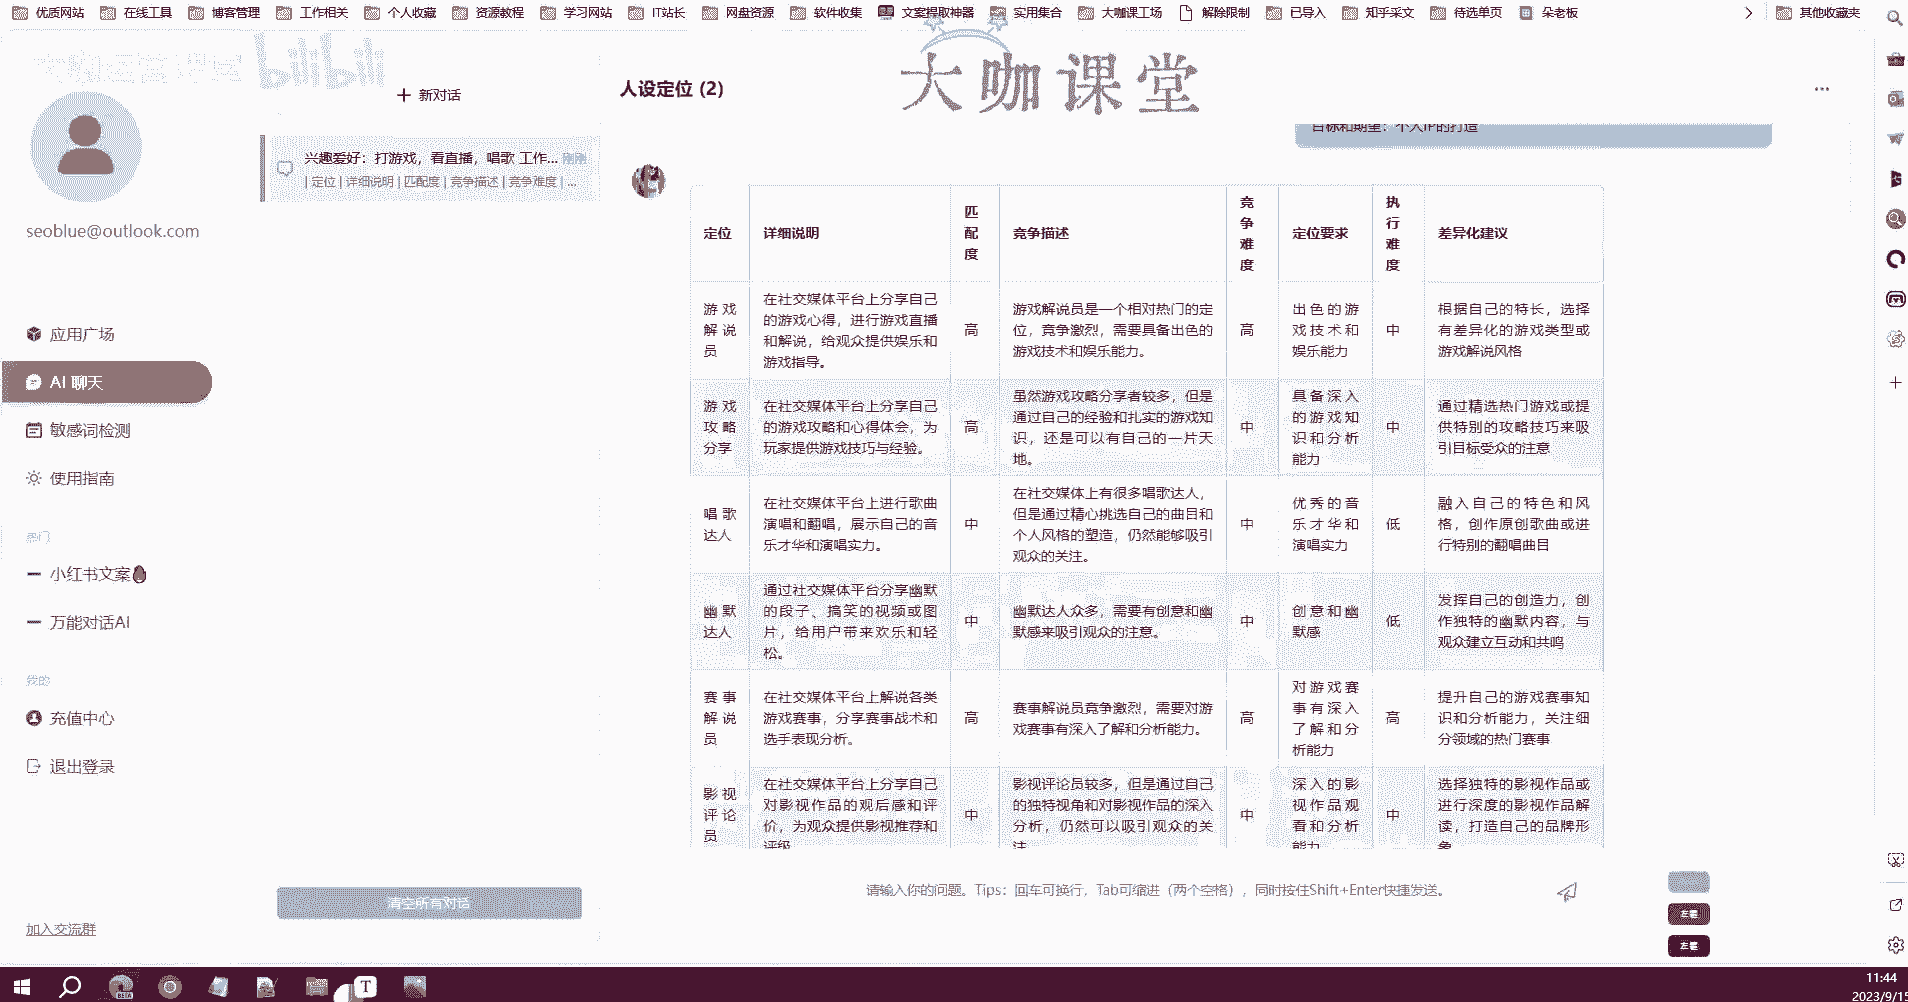 优质网站 在线工具 博客管理 工作相关 个人收藏 资源教程 学习网站 IT站长 网盘资源 软件收集 文案提取神器 实用集合 大咖课工场 解除限制 已导入 知乎采文 待选单页 朵老板 其他收藏夹
bilibili
大咖课堂
+ 新对话
人设定位 (2)
目标和期望：个人IP的打造
兴趣爱好：打游戏，看直播，唱歌 工作... 刚刚
| 定位 | 详细说明 | 匹配度 | 竞争描述 | 竞争难度 | ...
seoblue@outlook.com
应用广场
AI 聊天
敏感词检测
使用指南
热门
小红书文案
万能对话AI
我的
充值中心
退出登录
加入交流群
清空所有对话
定位 详细说明 匹配度 竞争描述 竞争难度 定位要求 执行难度 差异化建议
游戏解说员 在社交媒体平台上分享自己的游戏心得，进行游戏直播和解说，给观众提供娱乐和游戏指导。 高 游戏解说员是一个相对热门的定位，竞争激烈，需要具备出色的游戏技术和娱乐能力。 高 出色的游戏技术和娱乐能力 中 根据自己的特长，选择有差异化的游戏类型或游戏解说风格
游戏攻略分享 在社交媒体平台上分享自己的游戏攻略和心得体会，为玩家提供游戏技巧与经验。 高 虽然游戏攻略分享者较多，但是通过自己的经验和扎实的游戏知识，还是可以有自己的一片天地。 中 具备深入的游戏知识和分析能力 中 通过精选热门游戏或提供特别的攻略技巧来吸引目标受众的注意
唱歌达人 在社交媒体平台上进行歌曲演唱和翻唱，展示自己的音乐才华和演唱实力。 中 在社交媒体上有很多唱歌达人，但是通过精心挑选自己的曲目和个人风格的塑造，仍然能够吸引观众的关注。 中 优秀的音乐才华和演唱实力 低 融入自己的特色和风格，创作原创歌曲或进行特别的翻唱曲目
幽默达人 通过社交媒体平台分享幽默的段子、搞笑的视频或图片，给用户带来欢乐和轻松。 中 幽默达人众多，需要有创意和幽默感来吸引观众的注意。 中 创意和幽默感 低 发挥自己的创造力，创作独特的幽默内容，与观众建立互动和共鸣
赛事解说员 在社交媒体平台上解说各类游戏赛事，分享赛事战术和选手表现分析。 高 赛事解说员竞争激烈，需要对游戏赛事有深入了解和分析能力。 高 对游戏赛事有深入了解和分析能力 高 提升自己的游戏赛事知识和分析能力，关注细分领域的热门赛事
影视评论员 在社交媒体平台上分享自己对影视作品的观后感和评价，为观众提供影视推荐和评级 中 影视评论员较多，但是通过自己的独特视角和对影视作品的深入分析，仍然可以吸引观众的关注 中 深入的影视作品观看和分析能力 中 选择独特的影视作品或进行深度的影视作品解读，打造自己的品牌形象
请输入你的问题。Tips：回车可换行，Tab可缩进（两个空格），同时按住Shift+Enter快捷发送。
左键
左键
BETA
T
11:44
2023/9/15